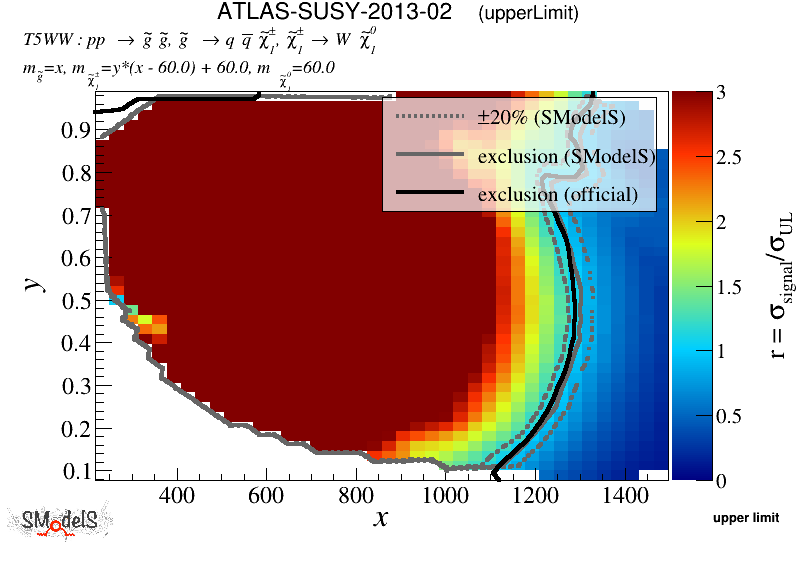 ATLAS-SUSY-2013-02 (upperLimit)
T5WW : pp → g̃ g̃, g̃ → q q̅ χ̃₁±, χ̃₁± → W χ̃₁⁰
m_g̃=x, m_χ̃₁±=y*(x - 60.0) + 60.0, m_χ̃₁⁰=60.0
±20% (SModelS)
exclusion (SModelS)
exclusion (official)
y
0.9
0.8
0.7
0.6
0.5
0.4
0.3
0.2
0.1
400 600 800 1000 1200 1400
x
3
2.5
2
1.5
1
0.5
0
r = σ_signal/σ_UL
SModelS
upper limit